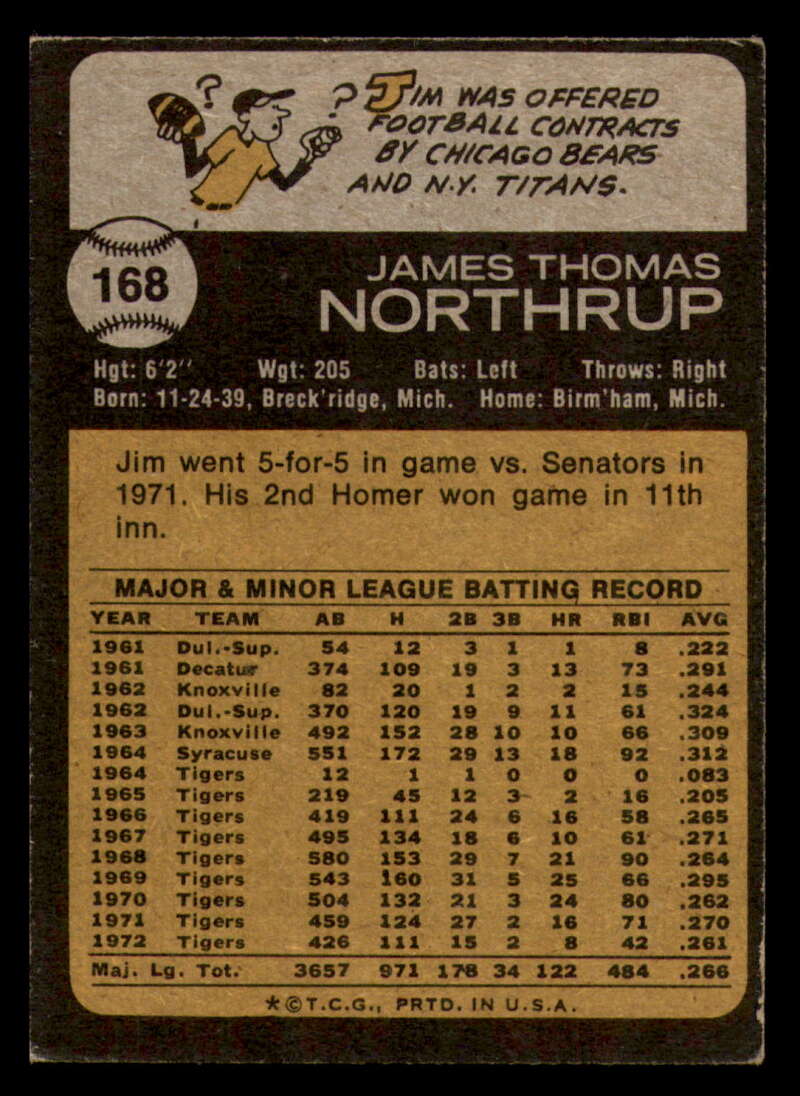 ? ? JIM WAS OFFERED
FOOTBALL CONTRACTS
BY CHICAGO BEARS
AND N.Y. TITANS.
168
JAMES THOMAS
NORTHRUP
Hgt: 6'2" Wgt: 205 Bats: Left Throws: Right
Born: 11-24-39, Breck'ridge, Mich. Home: Birm'ham, Mich.
Jim went 5-for-5 in game vs. Senators in
1971. His 2nd Homer won game in 11th
inn.
MAJOR & MINOR LEAGUE BATTING RECORD
YEAR TEAM AB H 2B 3B HR RBI AVG
1961 Dul.-Sup. 54 12 3 1 1 8 .222
1961 Decatur 374 109 19 3 13 73 .291
1962 Knoxville 82 20 1 2 2 15 .244
1962 Dul.-Sup. 370 120 19 9 11 61 .324
1963 Knoxville 492 152 28 10 10 66 .309
1964 Syracuse 551 172 29 13 18 92 .312
1964 Tigers 12 1 1 0 0 0 .083
1965 Tigers 219 45 12 3 2 16 .205
1966 Tigers 419 111 24 6 16 58 .265
1967 Tigers 495 134 18 6 10 61 .271
1968 Tigers 580 153 29 7 21 90 .264
1969 Tigers 543 160 31 5 25 66 .295
1970 Tigers 504 132 21 3 24 80 .262
1971 Tigers 459 124 27 2 16 71 .270
1972 Tigers 426 111 15 2 8 42 .261
Maj. Lg. Tot. 3657 971 178 34 122 484 .266
*©T.C.G., PRTD. IN U.S.A.